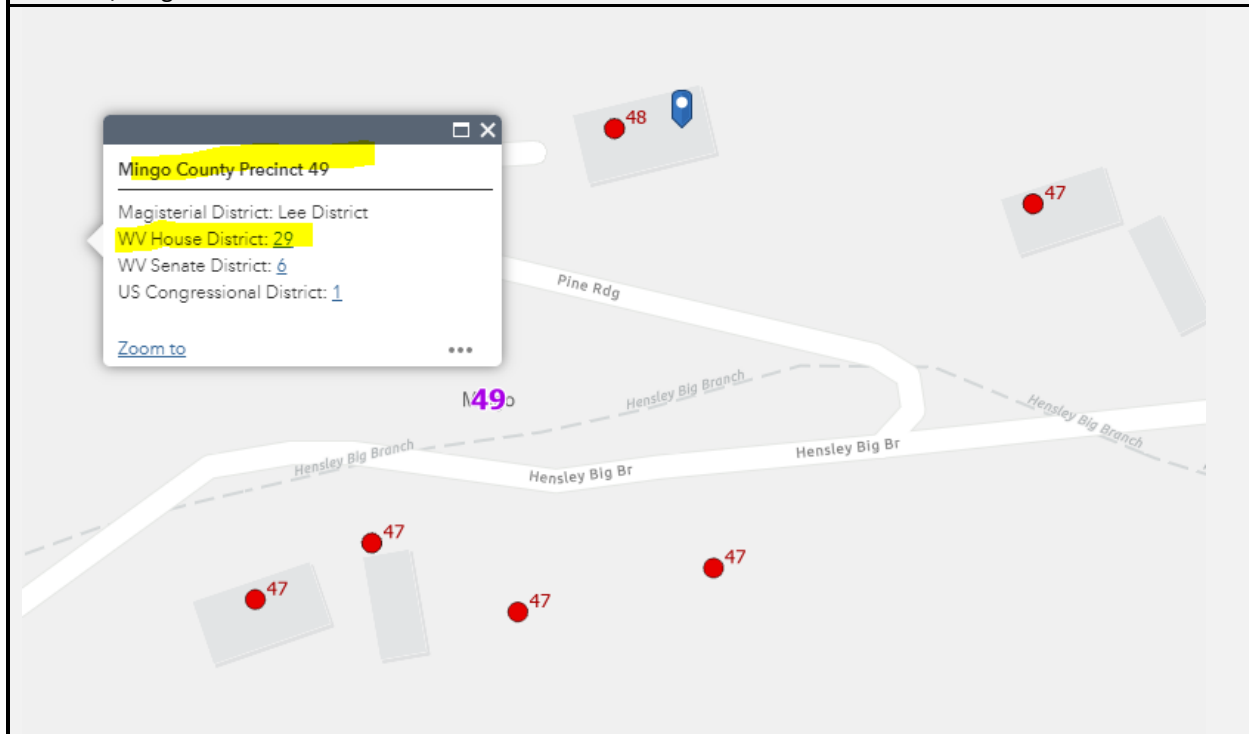 48
47
Mingo County Precinct 49
Magisterial District: Lee District
WV House District: 29
WV Senate District: 6
US Congressional District: 1
Zoom to
Pine Rdg
49
Hensley Big Branch
Hensley Big Branch
Hensley Big Branch
Hensley Big Br
Hensley Big Br
47
47
47
47